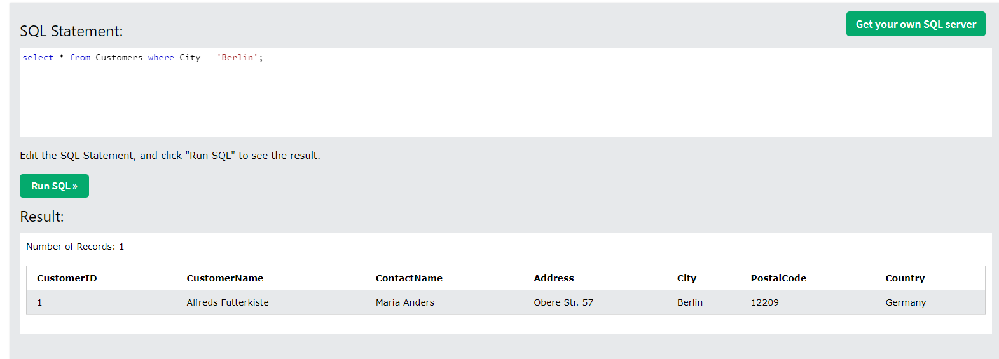 Get your own SQL server
SQL Statement:
select * from Customers where City = 'Berlin';
Edit the SQL Statement, and click "Run SQL" to see the result.
Run SQL »
Result:
Number of Records: 1
CustomerID CustomerName ContactName Address City PostalCode Country
1 Alfreds Futterkiste Maria Anders Obere Str. 57 Berlin 12209 Germany